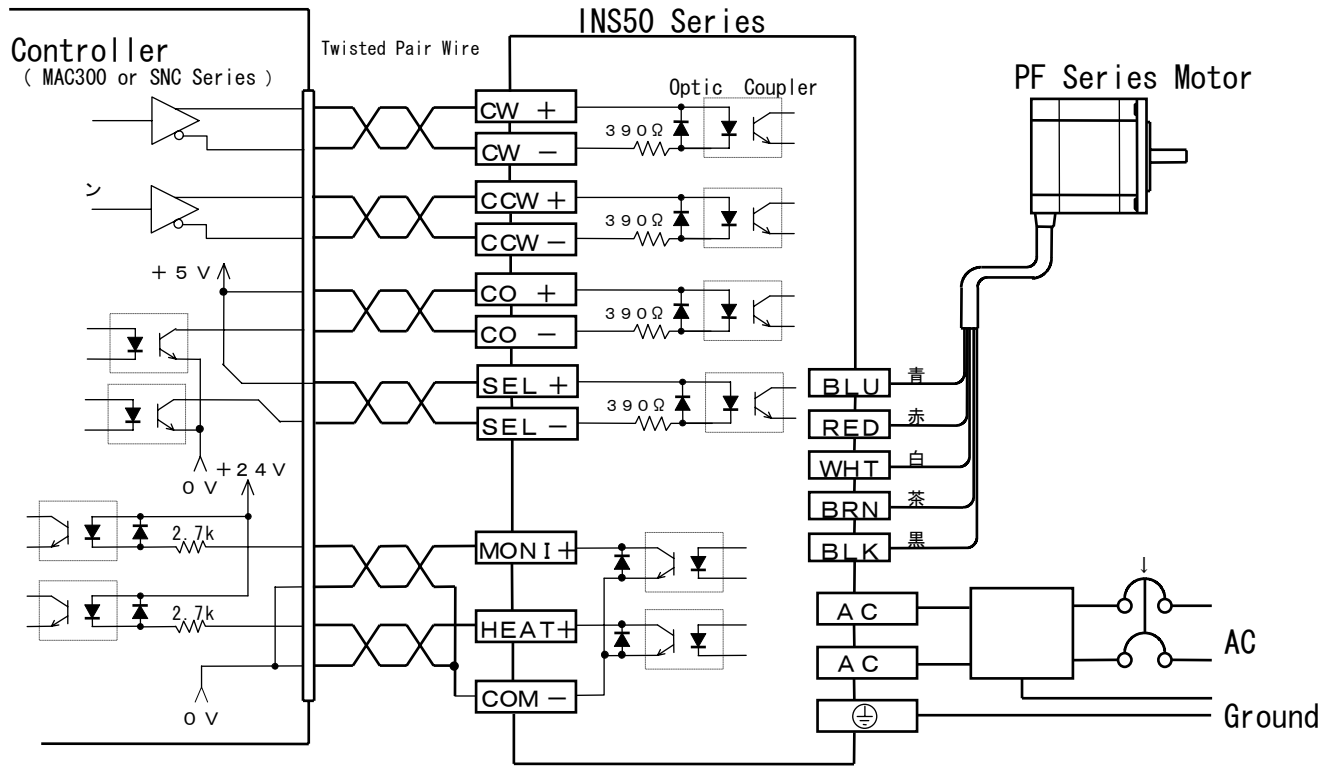 INS50 Series
Controller
( MAC300 or SNC Series )
Twisted Pair Wire
PF Series Motor
Optic Coupler
CW +
390Ω
CW −
ン
CCW +
390Ω
CCW −
+5V
CO +
390Ω
CO −
SEL +
390Ω
SEL −
BLU
青
RED
赤
WHT
白
BRN
茶
BLK
黒
0V
+24V
2.7k
MONI+
2.7k
HEAT+
COM −
0V
↓
AC
AC
AC
Ground